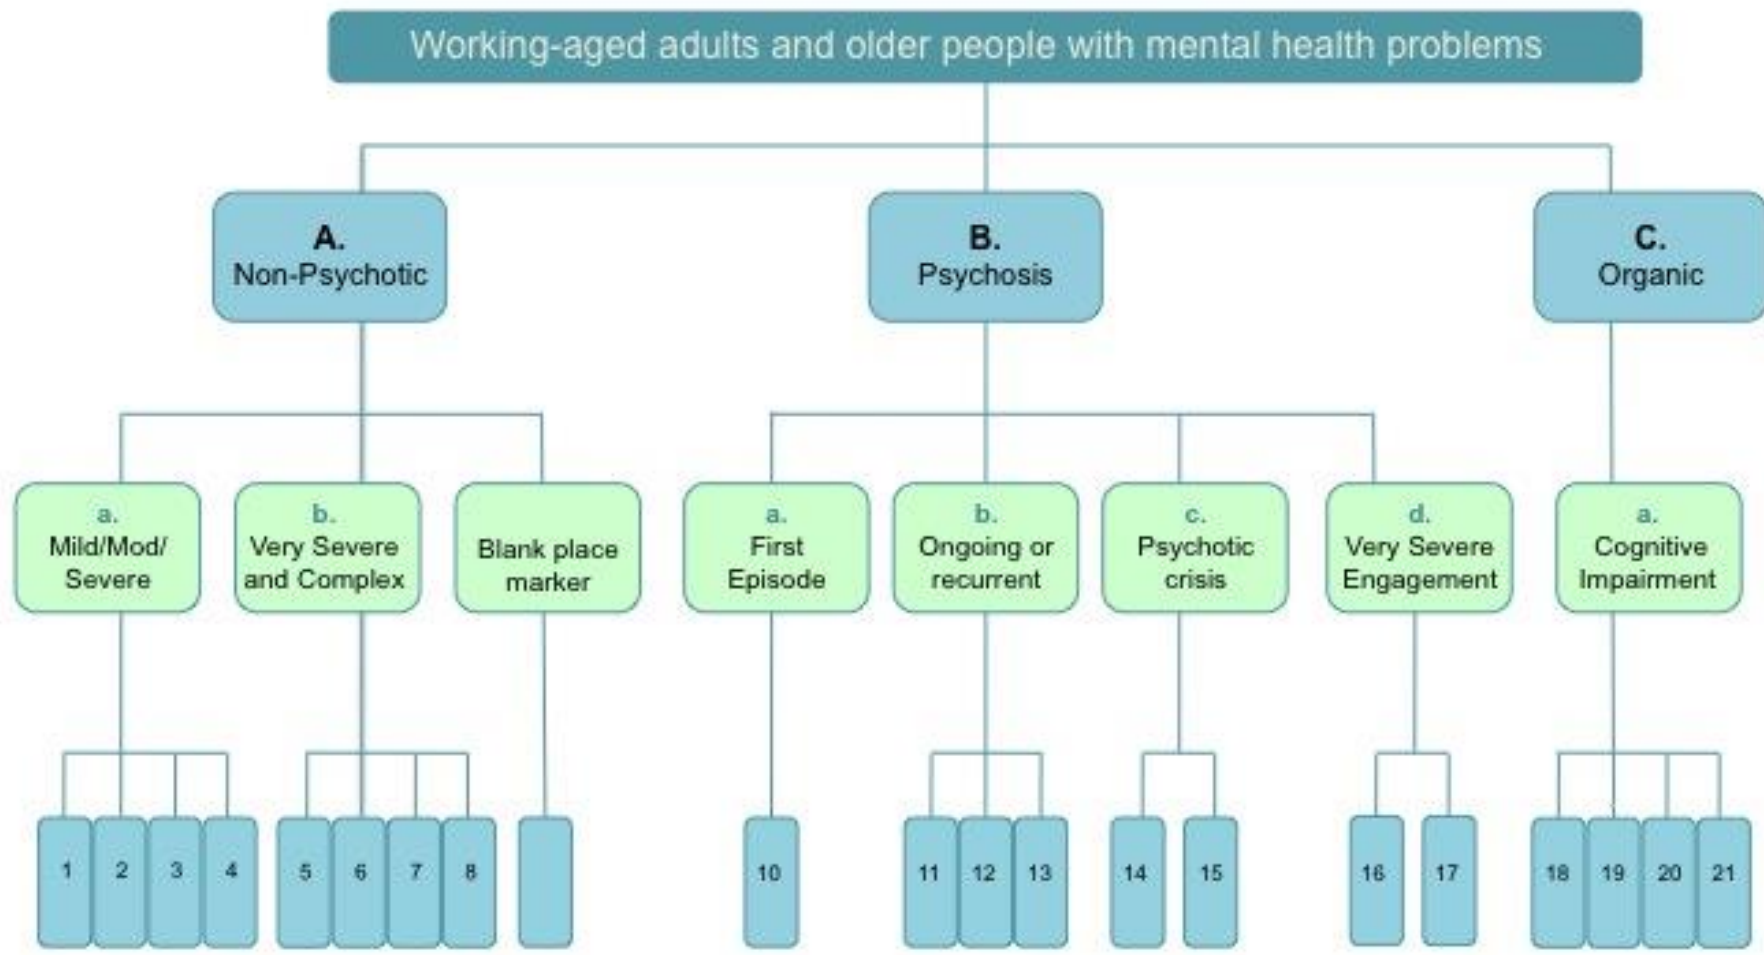 Working-aged adults and older people with mental health problems
A.
Non-Psychotic
B.
Psychosis
C.
Organic
a.
Mild/Mod/
Severe
b.
Very Severe
and Complex
Blank place
marker
a.
First
Episode
b.
Ongoing or
recurrent
c.
Psychotic
crisis
d.
Very Severe
Engagement
a.
Cognitive
Impairment
1
2
3
4
5
6
7
8
10
11
12
13
14
15
16
17
18
19
20
21